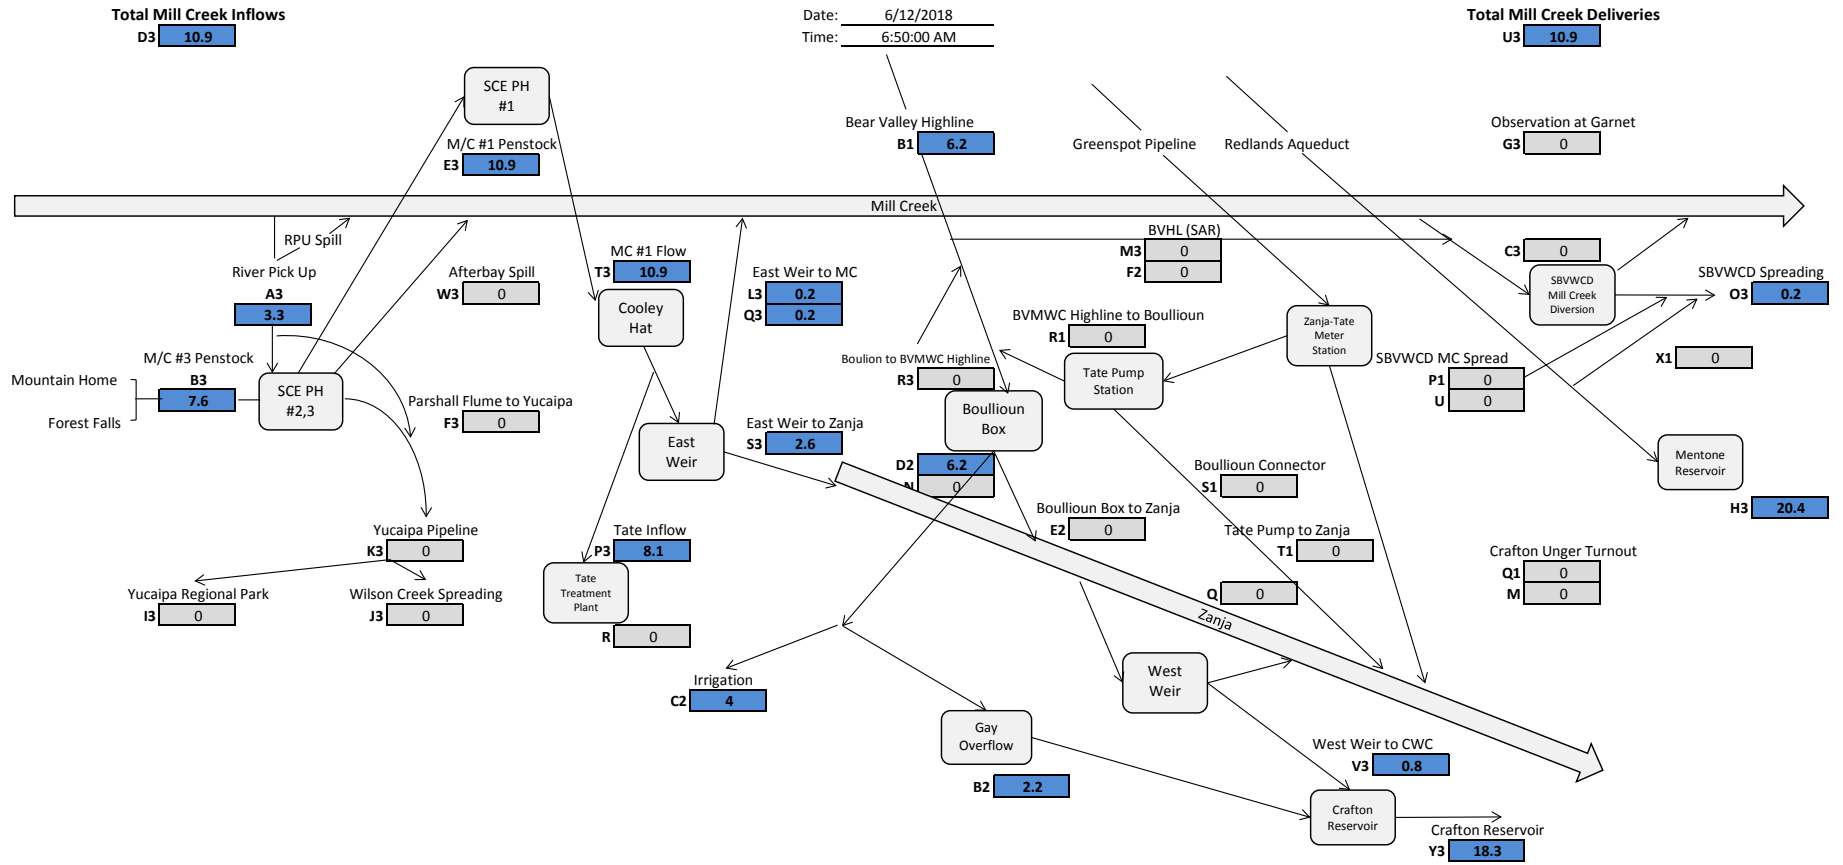 Total Mill Creek Inflows
D3 10.9
Date: 6/12/2018
Time: 6:50:00 AM
Total Mill Creek Deliveries
U3 10.9
SCE PH
#1
M/C #1 Penstock
E3 10.9
Bear Valley Highline
B1 6.2
Greenspot Pipeline
Redlands Aqueduct
Observation at Garnet
G3 0
Mill Creek
RPU Spill
River Pick Up
A3
3.3
Afterbay Spill
W3 0
MC #1 Flow
T3 10.9
Cooley
Hat
East Weir to MC
L3 0.2
Q3 0.2
BVHL (SAR)
M3 0
F2 0
C3 0
SBVWCD
Mill Creek
Diversion
SBVWCD Spreading
O3 0.2
BVMWC Highline to Boullioun
R1 0
Zanja-Tate
Meter
Station
M/C #3 Penstock
B3
7.6
Mountain Home
Forest Falls
SCE PH
#2,3
Parshall Flume to Yucaipa
F3 0
Boulion to BVMWC Highline
R3 0
Tate Pump
Station
SBVWCD MC Spread
P1 0
U 0
X1 0
Boullioun
Box
East
Weir
East Weir to Zanja
S3 2.6
D2 6.2
N 0
Boullioun Connector
S1 0
Mentone
Reservoir
H3 20.4
Boullioun Box to Zanja
E2 0
Yucaipa Pipeline
K3 0
Tate Inflow
P3 8.1
Tate Pump to Zanja
T1 0
Crafton Unger Turnout
Q1 0
M 0
Yucaipa Regional Park
I3 0
Wilson Creek Spreading
J3 0
Tate
Treatment
Plant
R 0
Q 0
Zanja
Irrigation
C2 4
West
Weir
Gay
Overflow
B2 2.2
West Weir to CWC
V3 0.8
Crafton
Reservoir
Crafton Reservoir
Y3 18.3